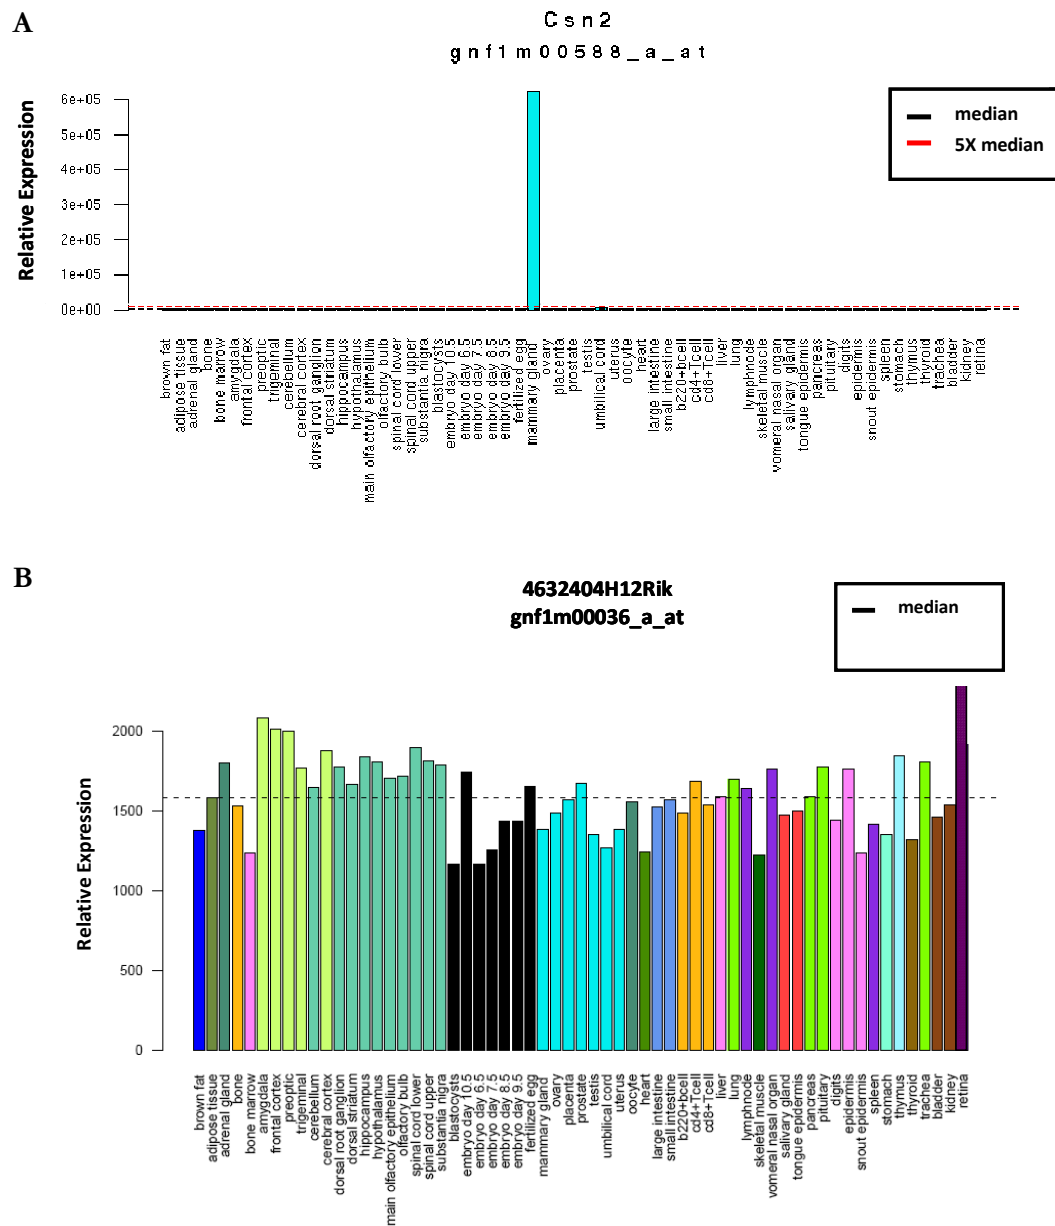 A
Csn2
gnf1m00588_a_at
median
5X median
Relative Expression
6e+05
5e+05
4e+05
3e+05
2e+05
1e+05
0e+00
brown fat
adipose tissue
adrenal gland
bone
bone marrow
amygdala
frontal cortex
preoptic
trigeminal
cerebellum
cerebral cortex
dorsal root ganglion
dorsal striatum
hippocampus
hypothalamus
main olfactory epithelium
olfactory bulb
spinal cord lower
spinal cord upper
substantia nigra
blastocysts
embryo day 10.5
embryo day 6.5
embryo day 7.5
embryo day 8.5
embryo day 9.5
fertilized egg
mammary gland
ovary
placenta
prostate
testis
umbilical cord
uterus
oocyte
heart
large intestine
small intestine
b220+bcell
cd4+Tcell
cd8+Tcell
liver
lung
lymphnode
skeletal muscle
vomeral nasal organ
salivary gland
tongue epidermis
pancreas
pituitary
digits
epidermis
snout epidermis
spleen
stomach
thymus
thyroid
trachea
bladder
kidney
retina
B
4632404H12Rik
gnf1m00036_a_at
median
Relative Expression
2000
1500
1000
500
0
brown fat
adipose tissue
adrenal gland
bone
bone marrow
amygdala
frontal cortex
preoptic
trigeminal
cerebellum
cerebral cortex
dorsal root ganglion
dorsal striatum
hippocampus
hypothalamus
main olfactory epithelium
olfactory bulb
spinal cord lower
spinal cord upper
substantia nigra
blastocysts
embryo day 10.5
embryo day 6.5
embryo day 7.5
embryo day 8.5
embryo day 9.5
fertilized egg
mammary gland
ovary
placenta
prostate
testis
umbilical cord
uterus
oocyte
heart
large intestine
small intestine
b220+bcell
cd4+Tcell
cd8+Tcell
liver
lung
lymphnode
skeletal muscle
vomeral nasal organ
salivary gland
tongue epidermis
pancreas
pituitary
digits
epidermis
snout epidermis
spleen
stomach
thymus
thyroid
trachea
bladder
kidney
retina